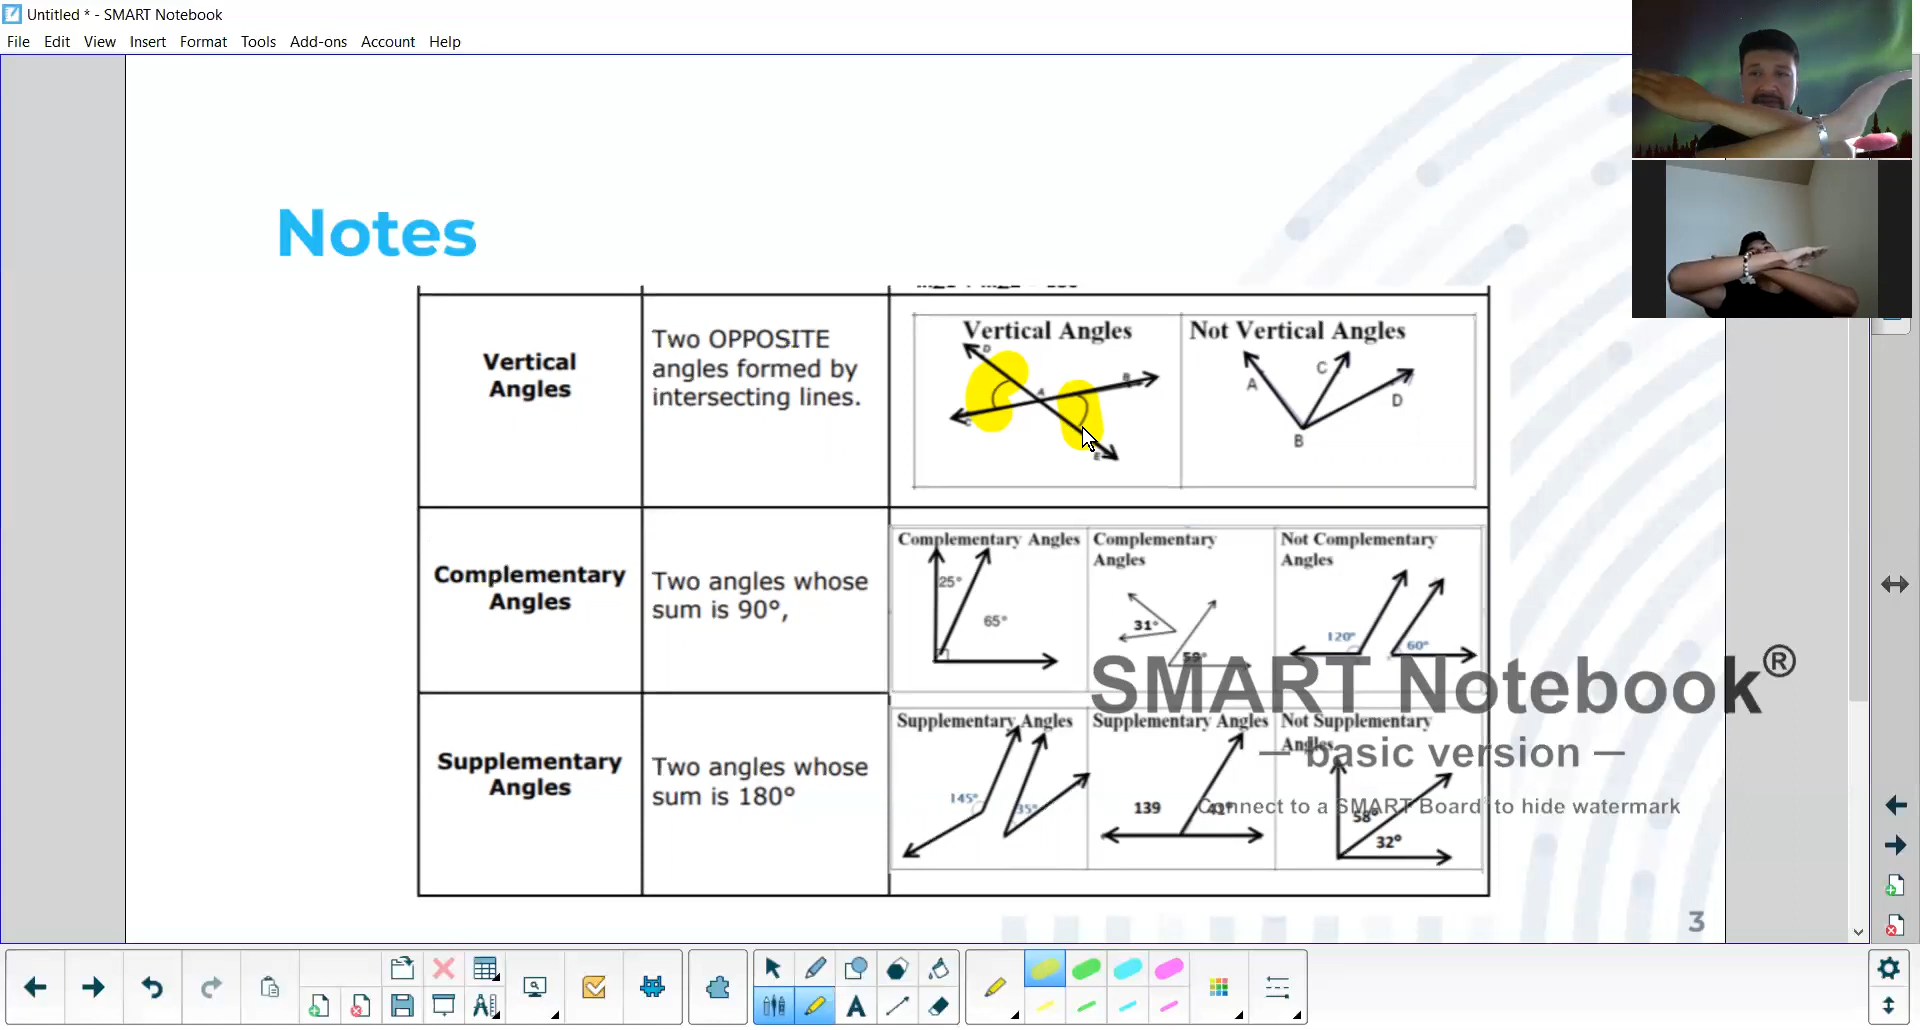 Untitled * - SMART Notebook
File Edit View Insert Format Tools Add-ons Account Help
Notes
Vertical
Angles
Two OPPOSITE
angles formed by
intersecting lines.
Vertical Angles
D
A
B
C
E
Not Vertical Angles
A
C
D
B
Complementary
Angles
Two angles whose
sum is 90°,
Complementary Angles
25°
65°
Complementary
Angles
31°
59°
Not Complementary
Angles
120°
60°
Supplementary
Angles
Two angles whose
sum is 180°
Supplementary Angles
145°
35°
Supplementary Angles
139
41°
Not Supplementary
Angles
58°
32°
SMART Notebook®
— basic version —
Connect to a SMART Board to hide watermark
3